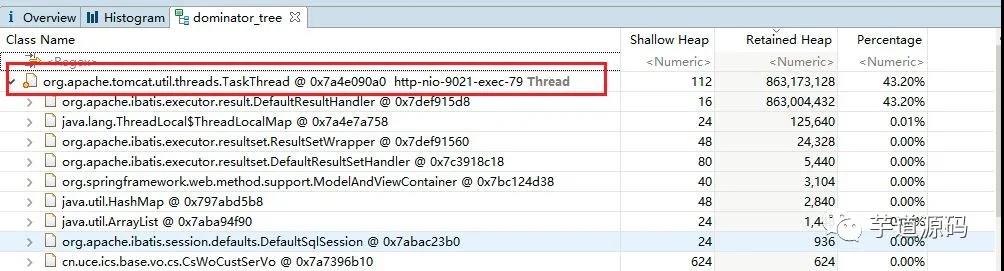 Overview Histogram dominator_tree
Class Name Shallow Heap Retained Heap Percentage
<Regex> <Numeric> <Numeric> <Numeric>
org.apache.tomcat.util.threads.TaskThread @ 0x7a4e090a0 http-nio-9021-exec-79 Thread 112 863,173,128 43.20%
org.apache.ibatis.executor.result.DefaultResultHandler @ 0x7def915d8 16 863,004,432 43.20%
java.lang.ThreadLocal$ThreadLocalMap @ 0x7a4e7a758 24 125,640 0.01%
org.apache.ibatis.executor.resultset.ResultSetWrapper @ 0x7def91560 48 24,328 0.00%
org.apache.ibatis.executor.resultset.DefaultResultSetHandler @ 0x7c3918c18 80 5,440 0.00%
org.springframework.web.method.support.ModelAndViewContainer @ 0x7bc124d38 40 3,104 0.00%
java.util.HashMap @ 0x797abd5b8 48 2,840 0.00%
java.util.ArrayList @ 0x7aba94f90 24 0.00%
org.apache.ibatis.session.defaults.DefaultSqlSession @ 0x7abac23b0 24 936 0.00%
cn.uce.ics.base.vo.cs.CsWoCustSerVo @ 0x7a7396b10 624 624 0.00%
芋道源码